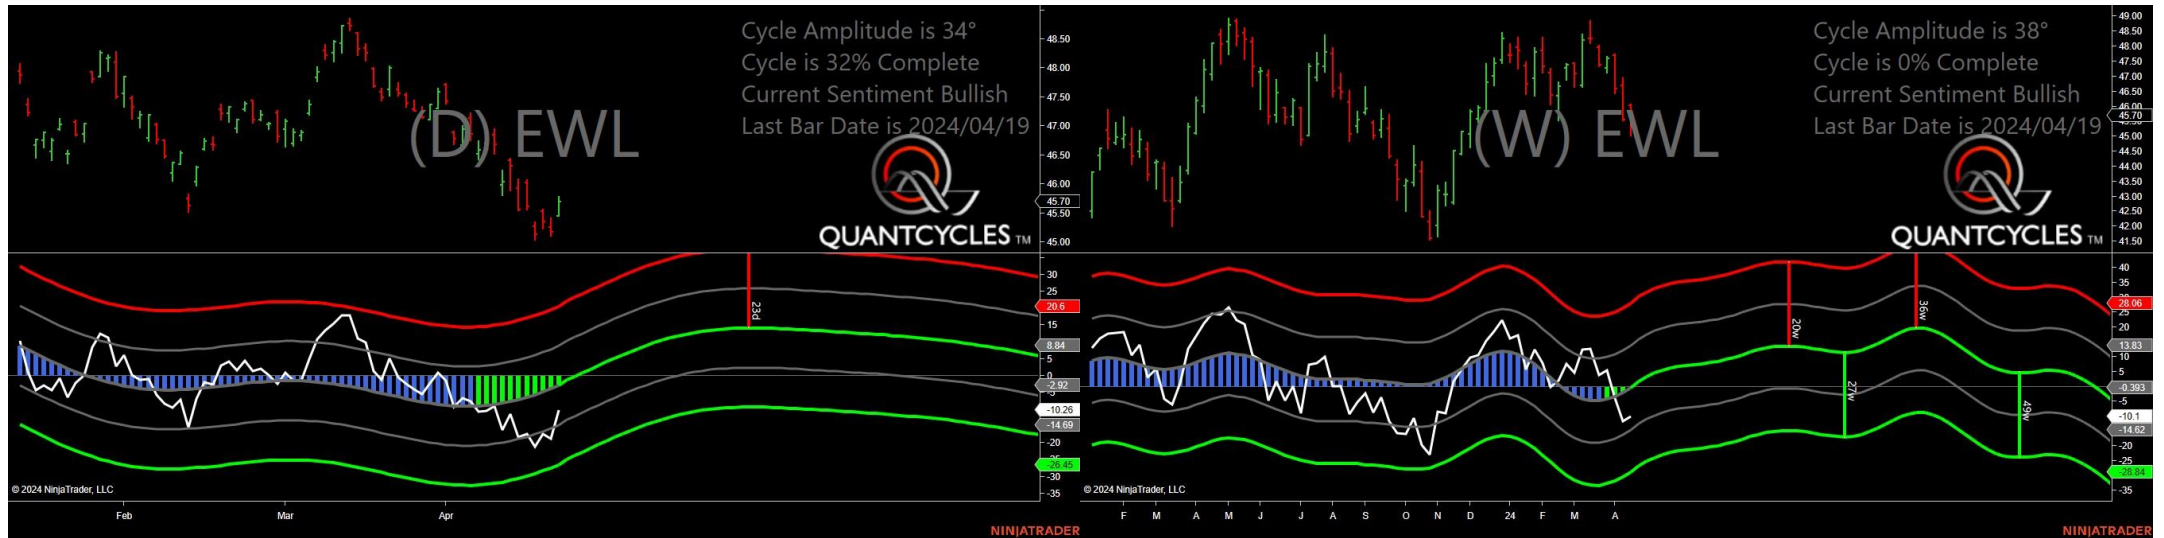 Cycle Amplitude is 34°
Cycle is 32% Complete
Current Sentiment Bullish
Last Bar Date is 2024/04/19
(D) EWL
QUANTCYCLES TM
48.50
48.00
47.50
47.00
46.50
46.00
45.70
45.50
45.00
23d
30
25
20.6
15
8.84
5
0
-2.92
-10.26
-14.69
-20
-26.45
-30
-35
© 2024 NinjaTrader, LLC
Feb Mar Apr
NINJATRADER
Cycle Amplitude is 38°
Cycle is 0% Complete
Current Sentiment Bullish
Last Bar Date is 2024/04/19
(W) EWL
QUANTCYCLES TM
49.00
48.50
48.00
47.50
47.00
46.50
46.00
45.70
45.00
44.50
44.00
43.50
43.00
42.50
42.00
41.50
20w
27w
36w
49w
40
35
28.06
25
20
13.83
10
5
-0.393
-5
-10.1
-14.62
-20
-25
-28.84
-35
© 2024 NinjaTrader, LLC
F M A M J J A S O N D 24 F M A
NINJATRADER